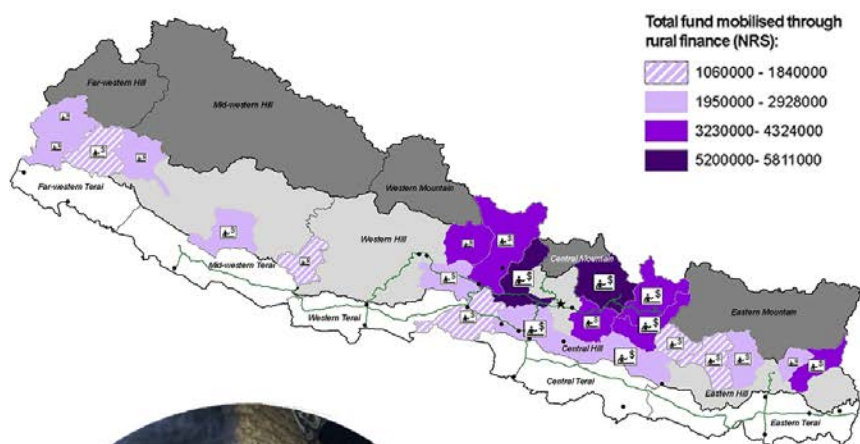 Total fund mobilised through
rural finance (NRS):
1060000 - 1840000
1950000 - 2928000
3230000 - 4324000
5200000 - 5811000
Far-western Hill
Mid-western Hill
Far-western Terai
Western Mountain
Western Hill
Central Mountain
Mid-western Terai
Eastern Mountain
Western Terai
Central Hill
Central Terai
Eastern Hill
Eastern Terai